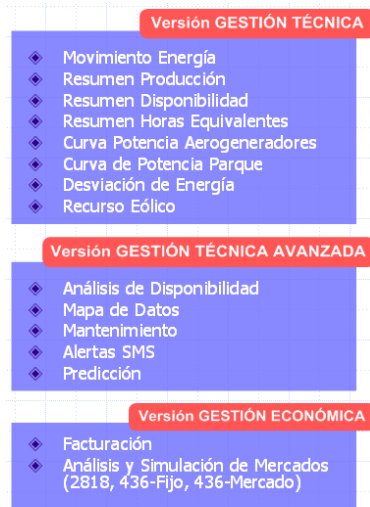 Versión GESTIÓN TÉCNICA
Movimiento Energía
Resumen Producción
Resumen Disponibilidad
Resumen Horas Equivalentes
Curva Potencia Aerogeneradores
Curva de Potencia Parque
Desviación de Energía
Recurso Eólico
Versión GESTIÓN TÉCNICA AVANZADA
Análisis de Disponibilidad
Mapa de Datos
Mantenimiento
Alertas SMS
Predicción
Versión GESTIÓN ECONÓMICA
Facturación
Análisis y Simulación de Mercados
(2818, 436-Fijo, 436-Mercado)